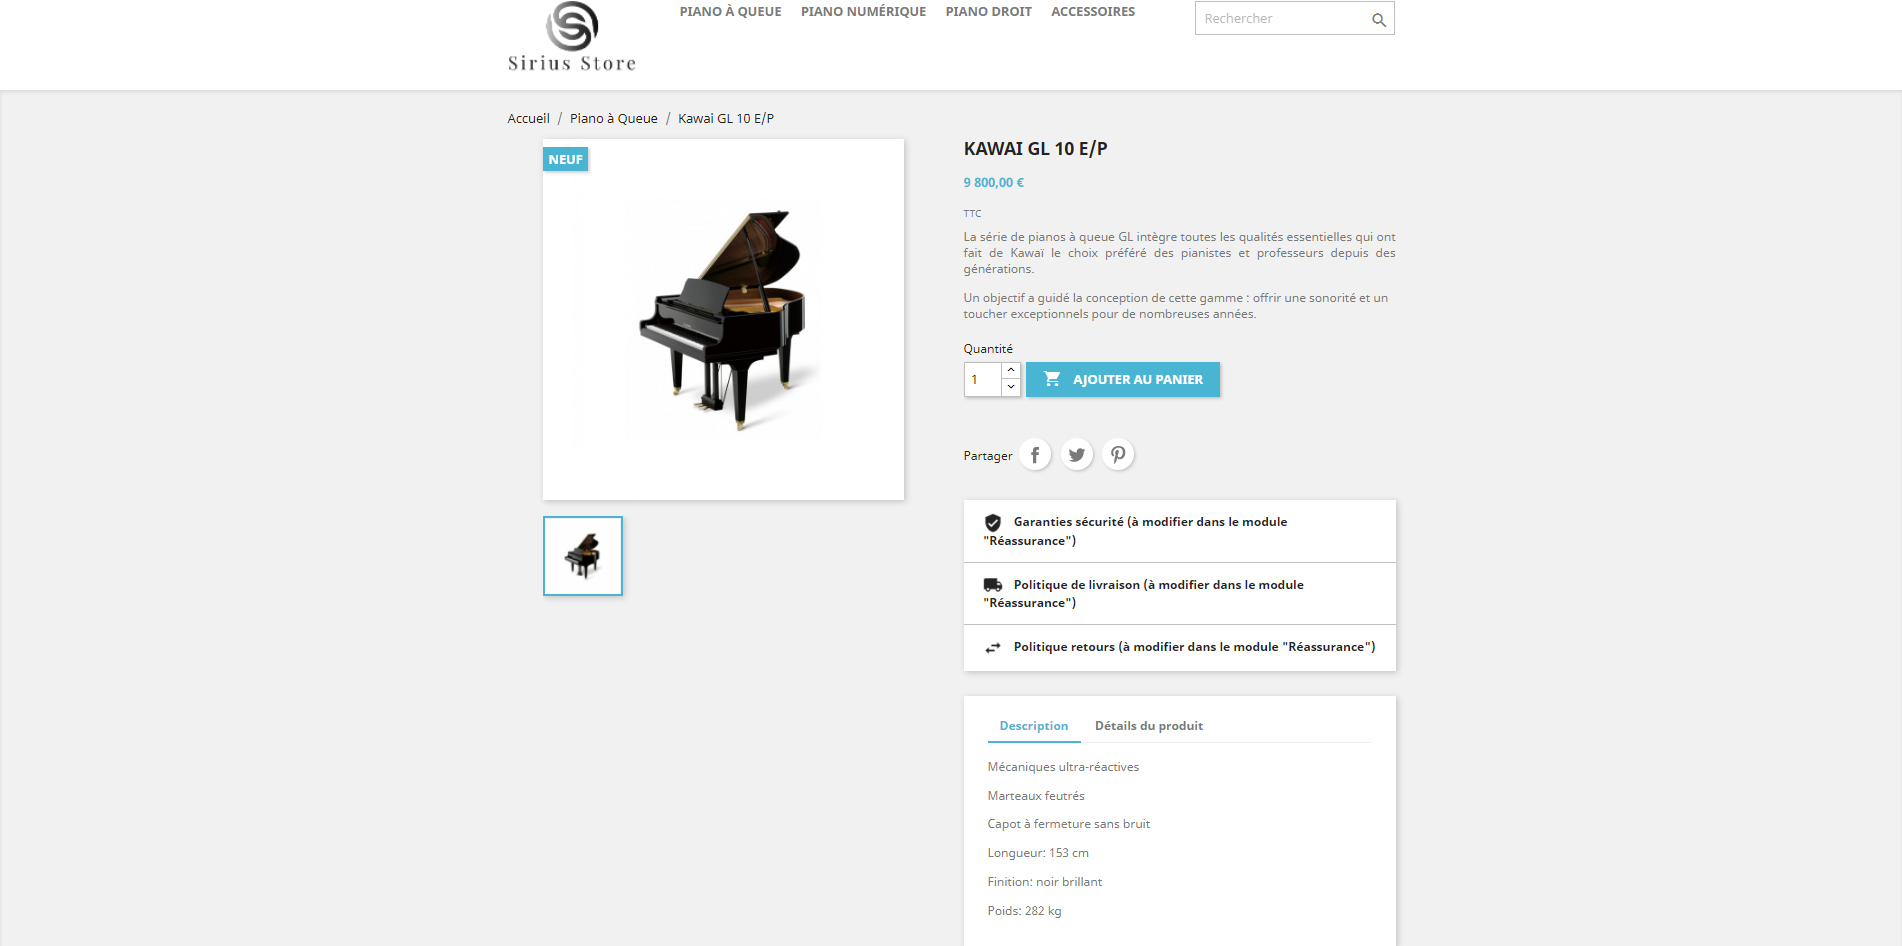 Sirius Store
PIANO À QUEUE
PIANO NUMÉRIQUE
PIANO DROIT
ACCESSOIRES
Rechercher
Accueil / Piano à Queue / Kawai GL 10 E/P
NEUF
KAWAI GL 10 E/P
9 800,00 €
TTC
La série de pianos à queue GL intègre toutes les qualités essentielles qui ont
fait de Kawaï le choix préféré des pianistes et professeurs depuis des
générations.
Un objectif a guidé la conception de cette gamme : offrir une sonorité et un
toucher exceptionnels pour de nombreuses années.
Quantité
1
AJOUTER AU PANIER
Partager
Garanties sécurité (à modifier dans le module
"Réassurance")
Politique de livraison (à modifier dans le module
"Réassurance")
Politique retours (à modifier dans le module "Réassurance")
Description
Détails du produit
Mécaniques ultra-réactives
Marteaux feutrés
Capot à fermeture sans bruit
Longueur: 153 cm
Finition: noir brillant
Poids: 282 kg